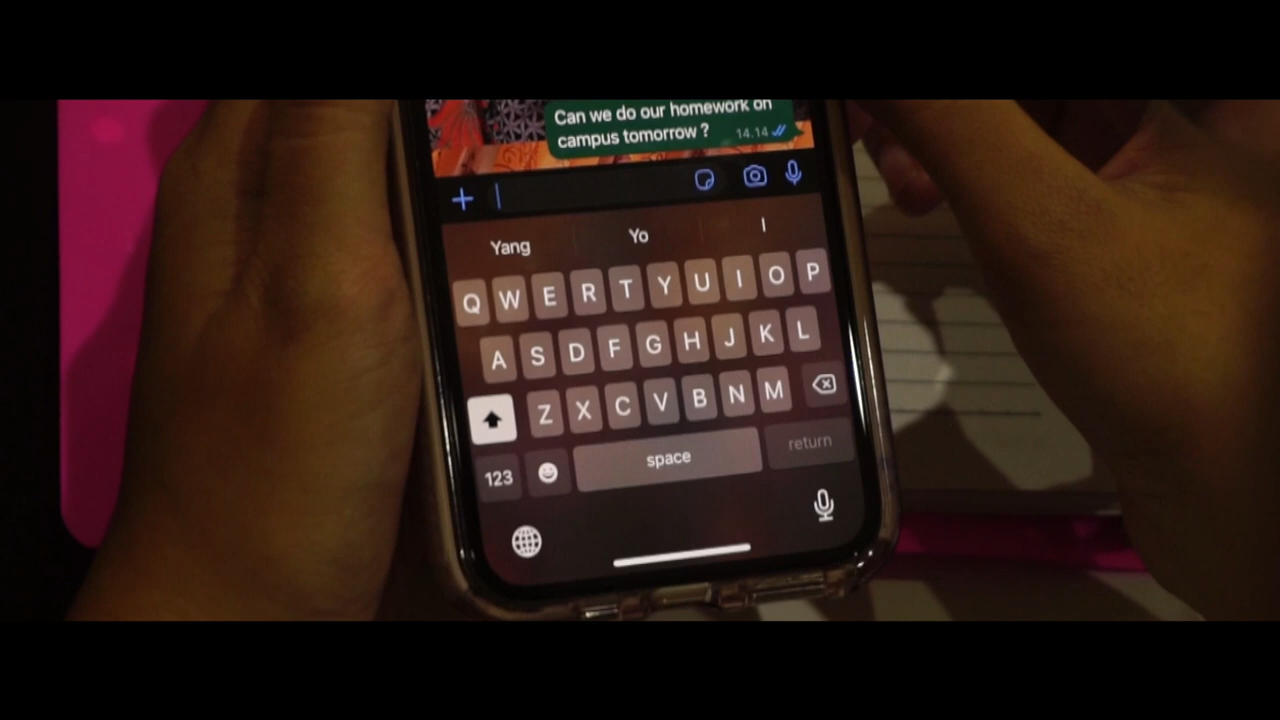 Can we do our homework on
campus tomorrow ?
14.14
Yang Yo I
Q W E R T Y U I O P
A S D F G H J K L
Z X C V B N M
123 space return